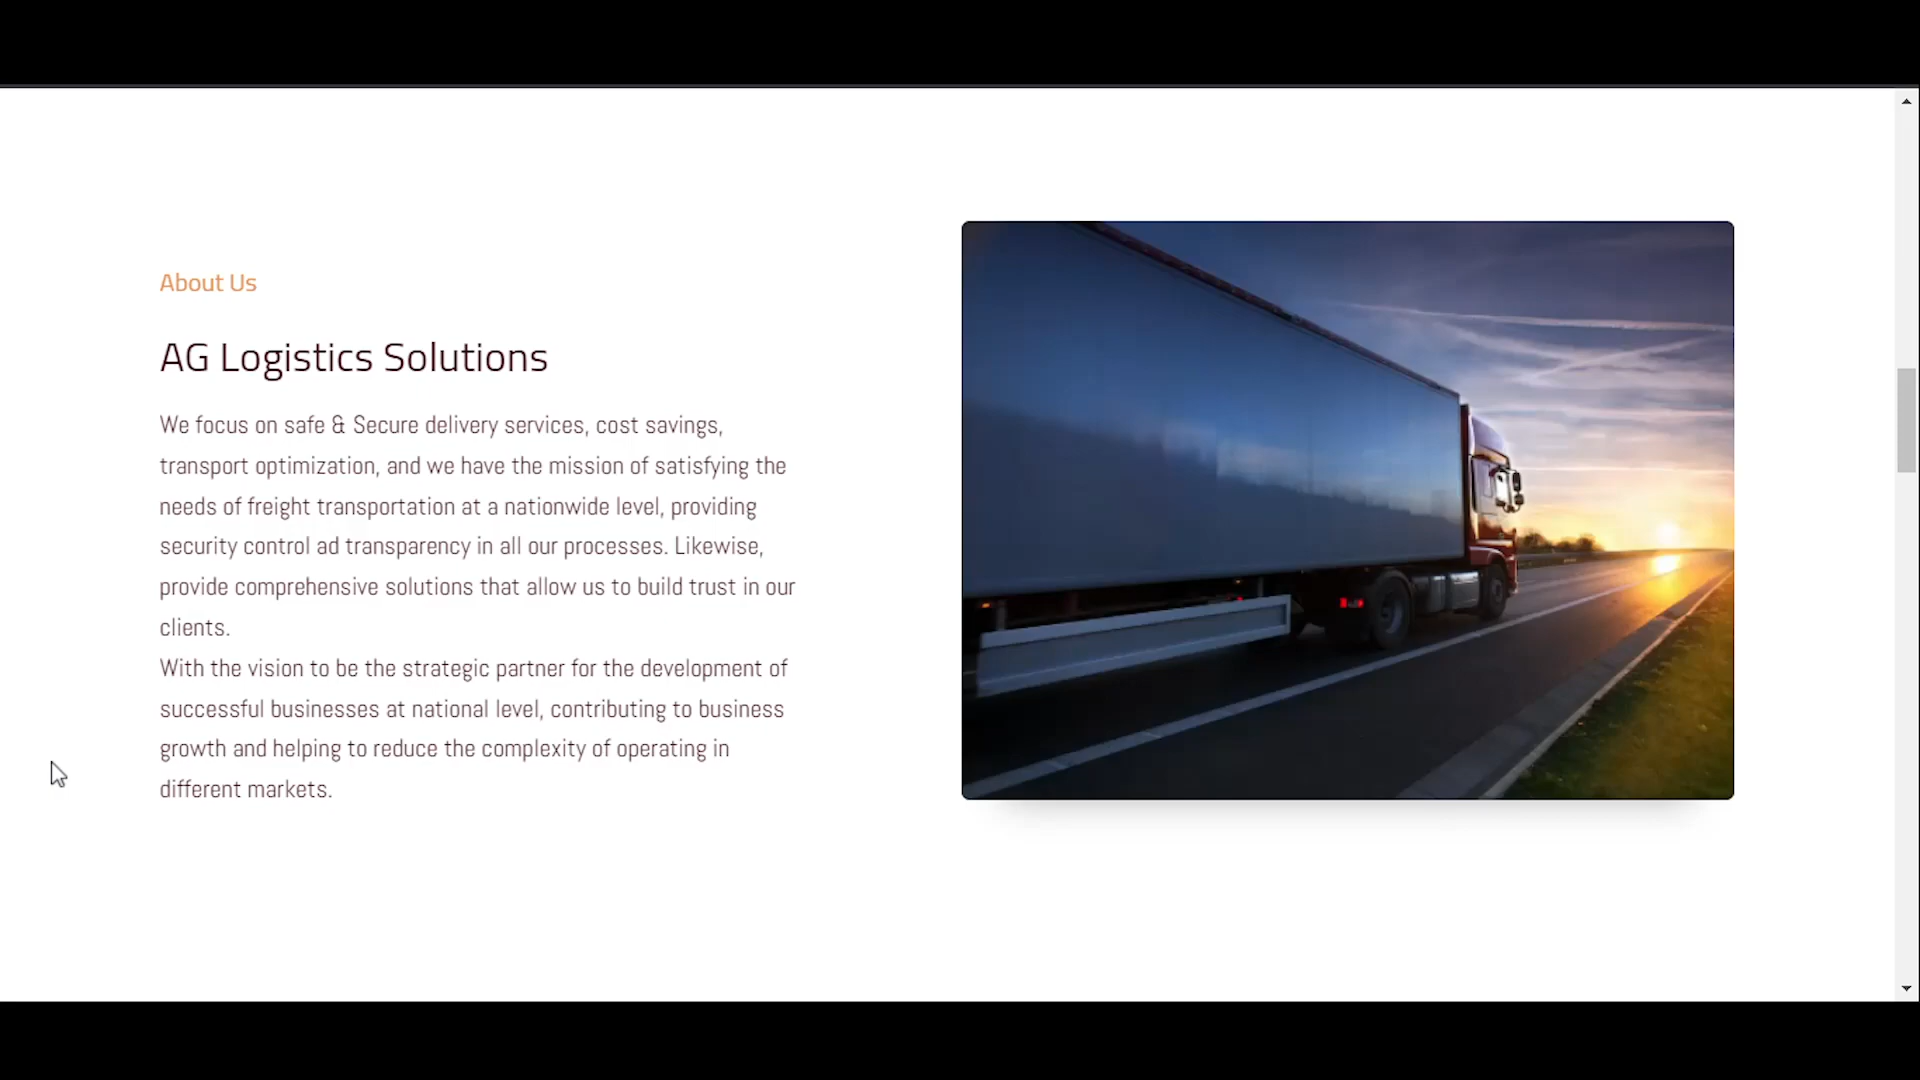 About Us
AG Logistics Solutions
We focus on safe & Secure delivery services, cost savings,
transport optimization, and we have the mission of satisfying the
needs of freight transportation at a nationwide level, providing
security control ad transparency in all our processes. Likewise,
provide comprehensive solutions that allow us to build trust in our
clients.
With the vision to be the strategic partner for the development of
successful businesses at national level, contributing to business
growth and helping to reduce the complexity of operating in
different markets.